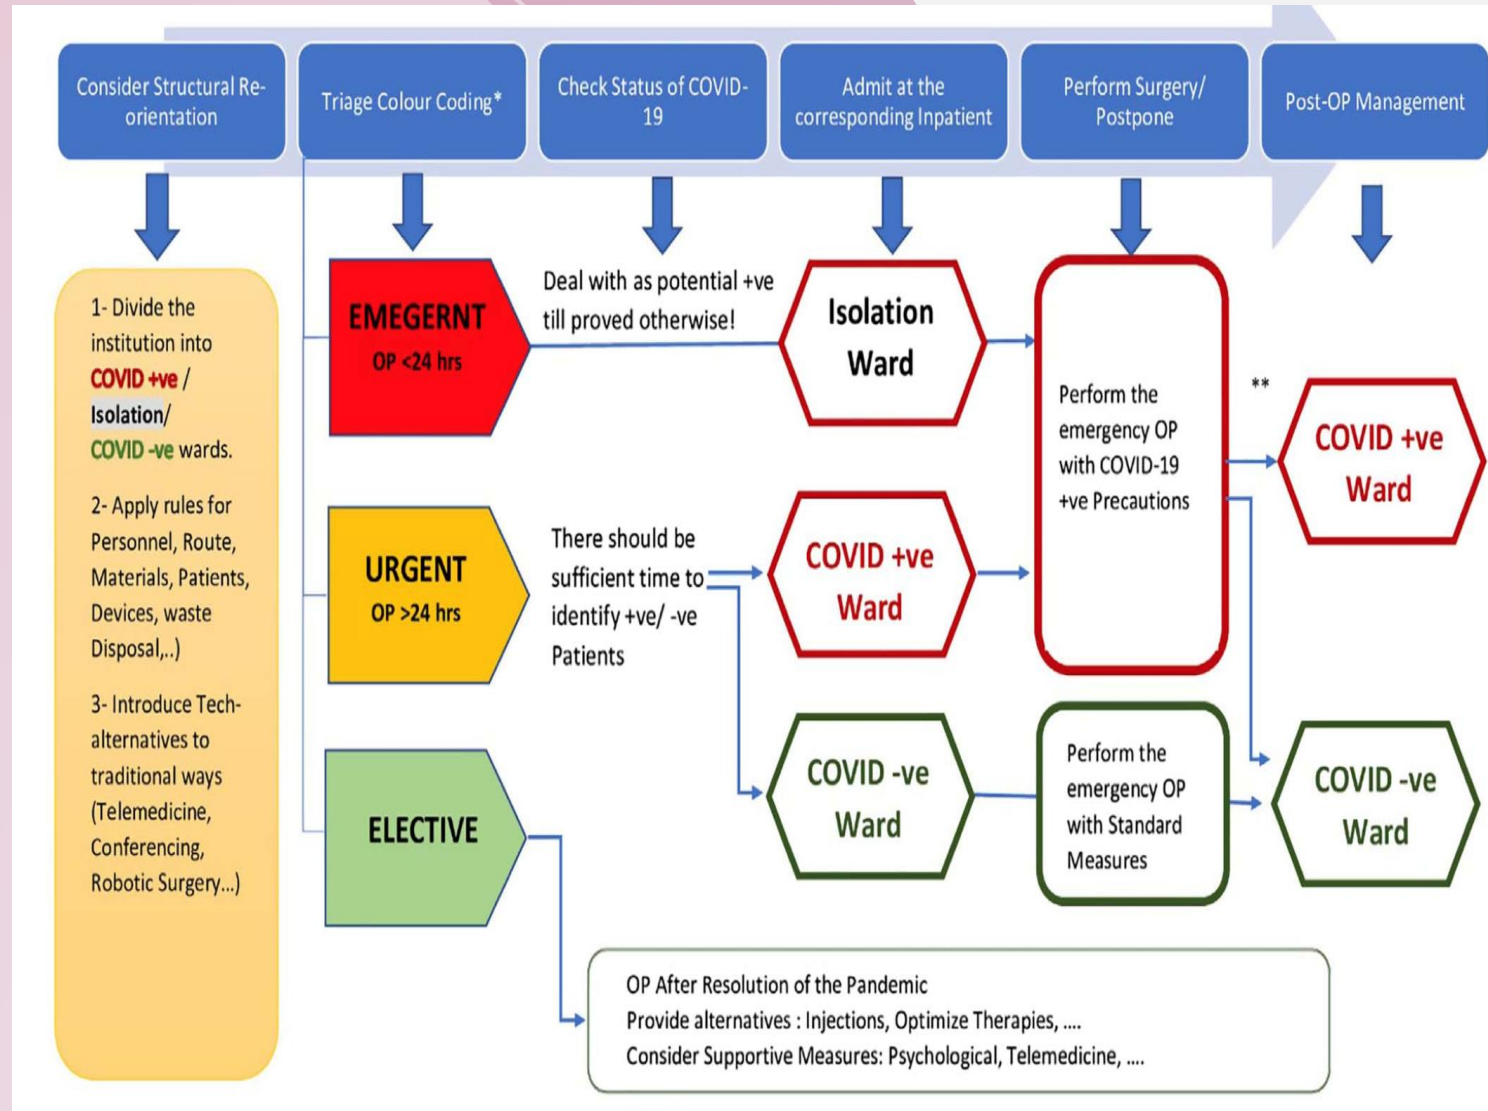 Consider Structural Re-
orientation
Triage Colour Coding*
Check Status of COVID-
19
Admit at the
corresponding Inpatient
Perform Surgery/
Postpone
Post-OP Management
1- Divide the
institution into
COVID +ve /
Isolation/
COVID -ve wards.
2- Apply rules for
Personnel, Route,
Materials, Patients,
Devices, waste
Disposal,..)
3- Introduce Tech-
alternatives to
traditional ways
(Telemedicine,
Conferencing,
Robotic Surgery...)
EMEGERNT
OP <24 hrs
Deal with as potential +ve
till proved otherwise!
Isolation
Ward
URGENT
OP >24 hrs
There should be
sufficient time to
identify +ve/ -ve
Patients
COVID +ve
Ward
COVID -ve
Ward
Perform the
emergency OP
with COVID-19
+ve Precautions
Perform the
emergency OP
with Standard
Measures
**
COVID +ve
Ward
COVID -ve
Ward
ELECTIVE
OP After Resolution of the Pandemic
Provide alternatives : Injections, Optimize Therapies, ....
Consider Supportive Measures: Psychological, Telemedicine, ....